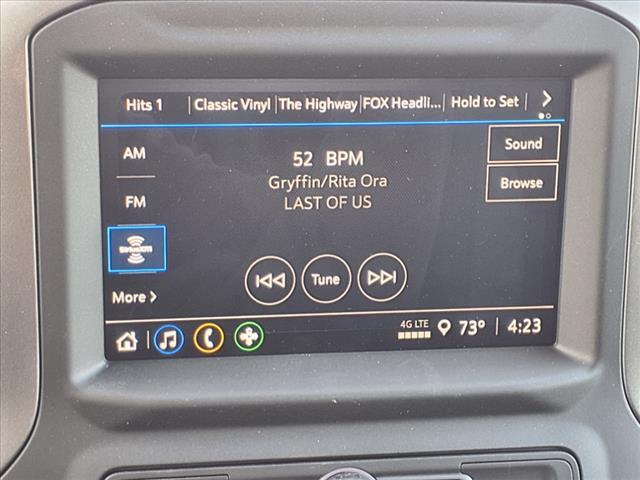 Hits 1 Classic Vinyl The Highway FOX Headli... Hold to Set
AM
52 BPM
Sound
Gryffin/Rita Ora
Browse
LAST OF US
FM
SiriusXM
Tune
More
4G LTE
73° 4:23